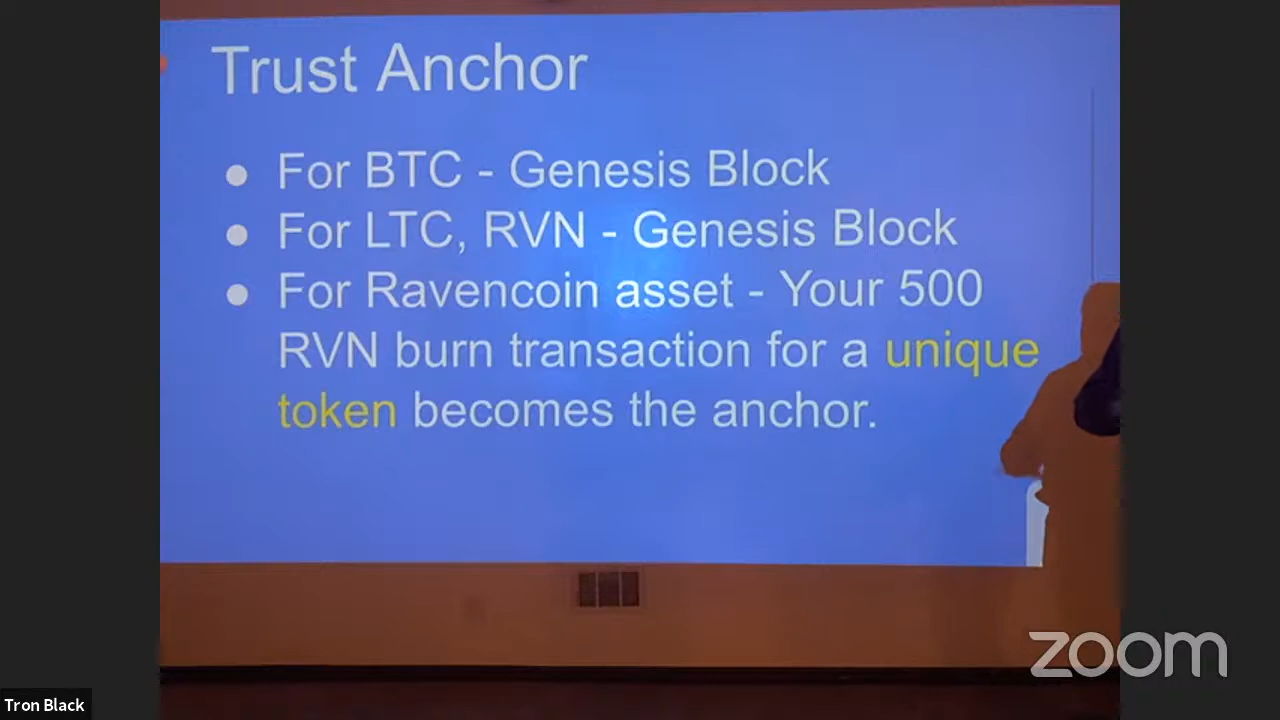 Trust Anchor
● For BTC - Genesis Block
● For LTC, RVN - Genesis Block
● For Ravencoin asset - Your 500
RVN burn transaction for a unique
token becomes the anchor.
zoom
Tron Black